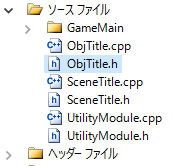 ソース ファイル
GameMain
ObjTitle.cpp
ObjTitle.h
SceneTitle.cpp
SceneTitle.h
UtilityModule.cpp
UtilityModule.h
ヘッダー ファイル